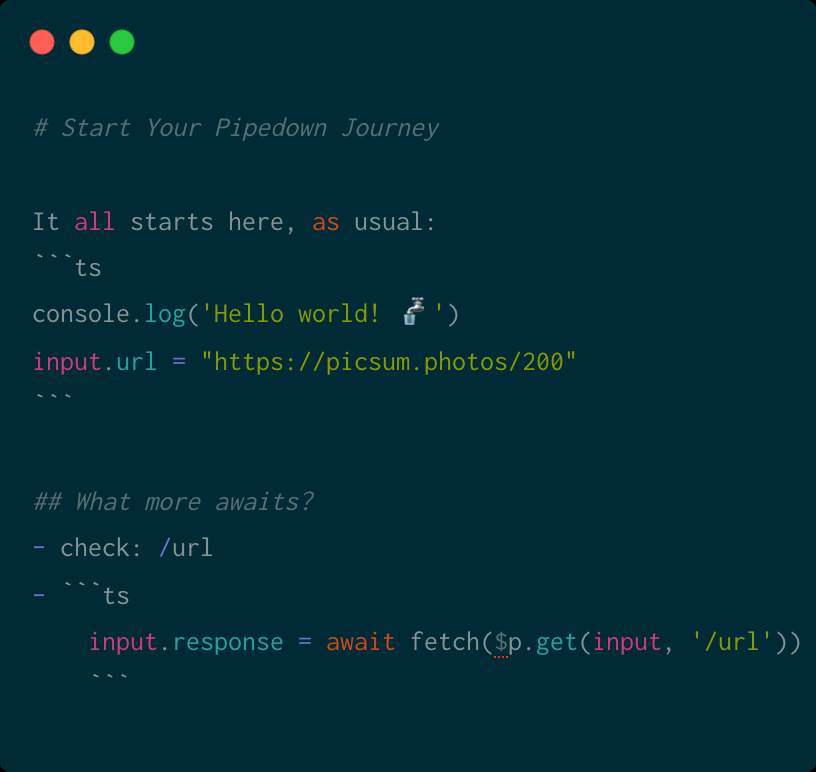 # Start Your Pipedown Journey
It all starts here, as usual:
```ts
console.log('Hello world! 🚰')
input.url = "https://picsum.photos/200"
```
## What more awaits?
- check: /url
- ```ts
    input.response = await fetch($p.get(input, '/url'))
    ```